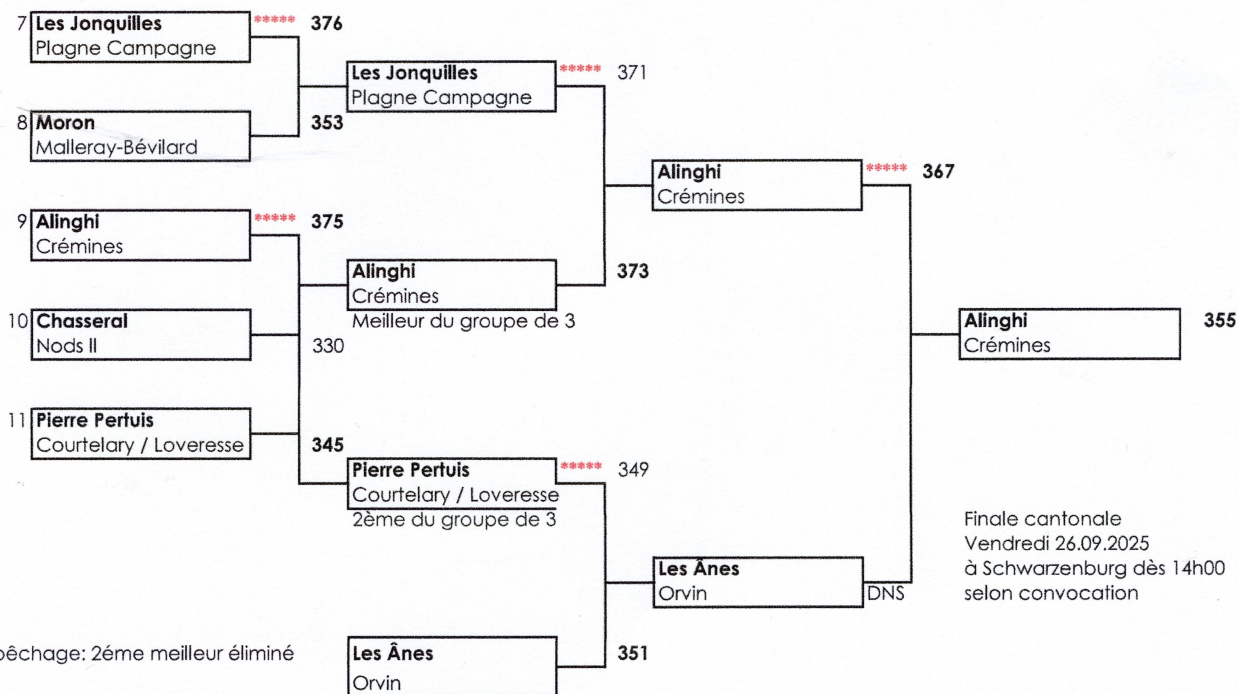 7 Les Jonquilles ***** 376
Plagne Campagne
Les Jonquilles ***** 371
Plagne Campagne
8 Moron 353
Malleray-Bévilard
Alinghi ***** 367
Crémines
9 Alinghi ***** 375
Crémines
Alinghi 373
Crémines
Meilleur du groupe de 3
10 Chasseral 330
Nods II
Alinghi 355
Crémines
11 Pierre Pertuis 345
Courtelary / Loveresse
Pierre Pertuis ***** 349
Courtelary / Loveresse
2ème du groupe de 3
Finale cantonale
Vendredi 26.09.2025
à Schwarzenburg dès 14h00
selon convocation
Les Ânes
Orvin DNS
pêchage: 2éme meilleur éliminé
Les Ânes 351
Orvin